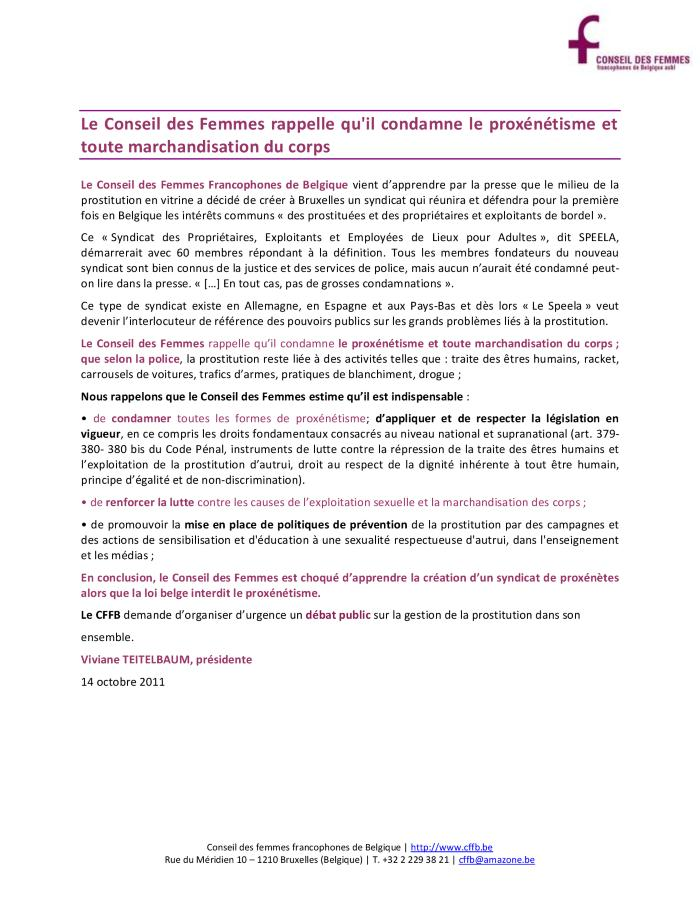 CONSEIL DES FEMMES
francophones de Belgique asbl
Le Conseil des Femmes rappelle qu'il condamne le proxénétisme et
toute marchandisation du corps
Le Conseil des Femmes Francophones de Belgique vient d’apprendre par la presse que le milieu de la
prostitution en vitrine a décidé de créer à Bruxelles un syndicat qui réunira et défendra pour la première
fois en Belgique les intérêts communs « des prostituées et des propriétaires et exploitants de bordel ».
Ce « Syndicat des Propriétaires, Exploitants et Employées de Lieux pour Adultes », dit SPEELA,
démarerait avec 60 membres répondant à la définition. Tous les membres fondateurs du nouveau
syndicat sont bien connus de la justice et des services de police, mais aucun n’aurait été condamné peut-
on lire dans la presse. « […] En tout cas, pas de grosses condamnations ».
Ce type de syndicat existe en Allemagne, en Espagne et aux Pays-Bas et dès lors « Le Speela » veut
devenir l’interlocuteur de référence des pouvoirs publics sur les grands problèmes liés à la prostitution.
Le Conseil des Femmes rappelle qu’il condamne le proxénétisme et toute marchandisation du corps ;
que selon la police, la prostitution reste liée à des activités telles que : traite des êtres humains, racket,
carrousels de voitures, trafics d’armes, pratiques de blanchiment, drogue ;
Nous rappelons que le Conseil des Femmes estime qu’il est indispensable :
• de condamner toutes les formes de proxénétisme; d’appliquer et de respecter la législation en
vigueur, en ce compris les droits fondamentaux consacrés au niveau national et supranational (art. 379-
380- 380 bis du Code Pénal, instruments de lutte contre la répression de la traite des êtres humains et
l’exploitation de la prostitution d’autrui, droit au respect de la dignité inhérente à tout être humain,
principe d’égalité et de non-discrimination).
• de renforcer la lutte contre les causes de l’exploitation sexuelle et la marchandisation des corps ;
• de promouvoir la mise en place de politiques de prévention de la prostitution par des campagnes et
des actions de sensibilisation et d'éducation à une sexualité respectueuse d'autrui, dans l'enseignement
et les médias ;
En conclusion, le Conseil des Femmes est choqué d’apprendre la création d’un syndicat de proxénètes
alors que la loi belge interdit le proxénétisme.
Le CFFB demande d’organiser d’urgence un débat public sur la gestion de la prostitution dans son
ensemble.
Viviane TEITELBAUM, présidente
14 octobre 2011
Conseil des femmes francophones de Belgique | http://www.cffb.be
Rue du Méridien 10 – 1210 Bruxelles (Belgique) | T. +32 2 229 38 21 | cffb@amazone.be